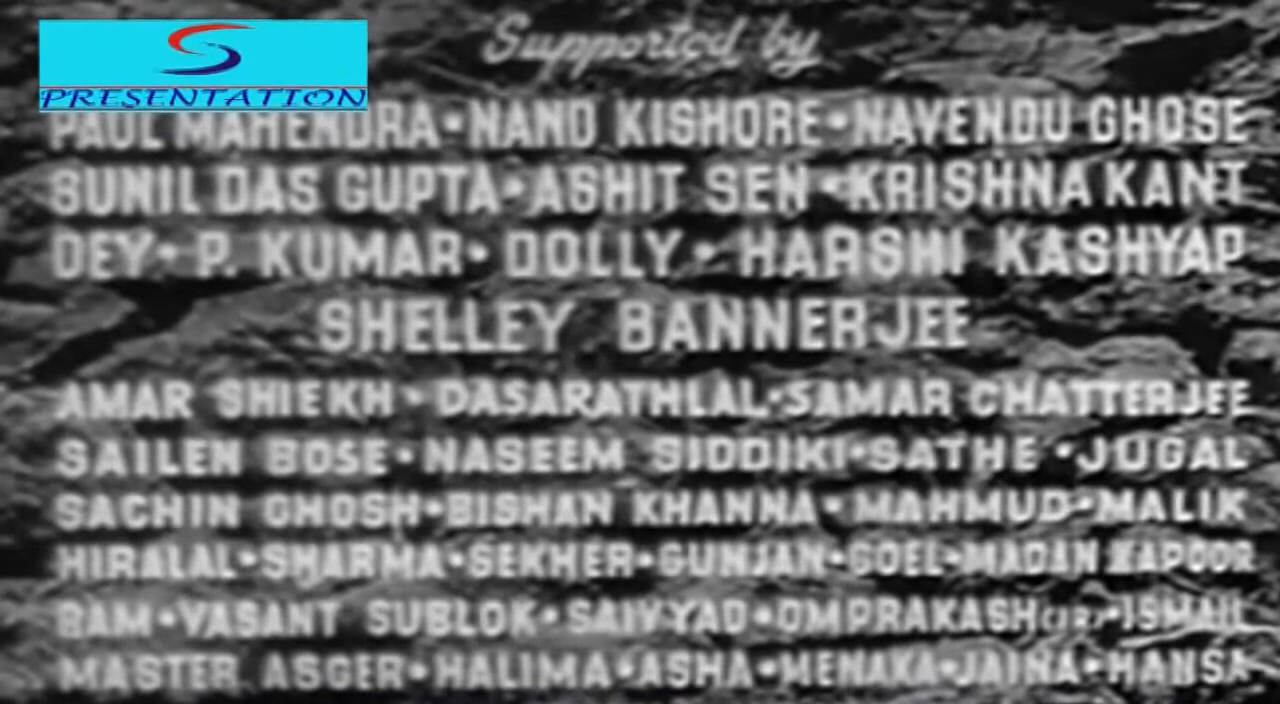 Supported by
PRESENTATION
PAUL MAHENDRA•NAND KISHORE•NAVENDU GHOSE
SUNIL DAS GUPTA•ASHIT SEN•KRISHNA KANT
DEY•P. KUMAR•DOLLY•HARSHI KASHYAP
SHELLEY BANNERJEE
AMAR SHIEKH•DASARATHLAL•SAMAR CHATTERJEE
SAILEN BOSE•NASEEM SIDDIKI•SATHE•JUGAL
SACHIN GHOSH•BISHAN KHANNA•MAHMUD•MALIK
HIRALAL•SHARMA•SEKHER•GUNJAN•GOEL•MADAN KAPOOR
RAM•VASANT SUBLOK•SAIYYAD•OMPRAKASH(JR)•ISMAIL
MASTER ASGER•HALIMA•ASHA•MENAKA•JAINA•HANSA